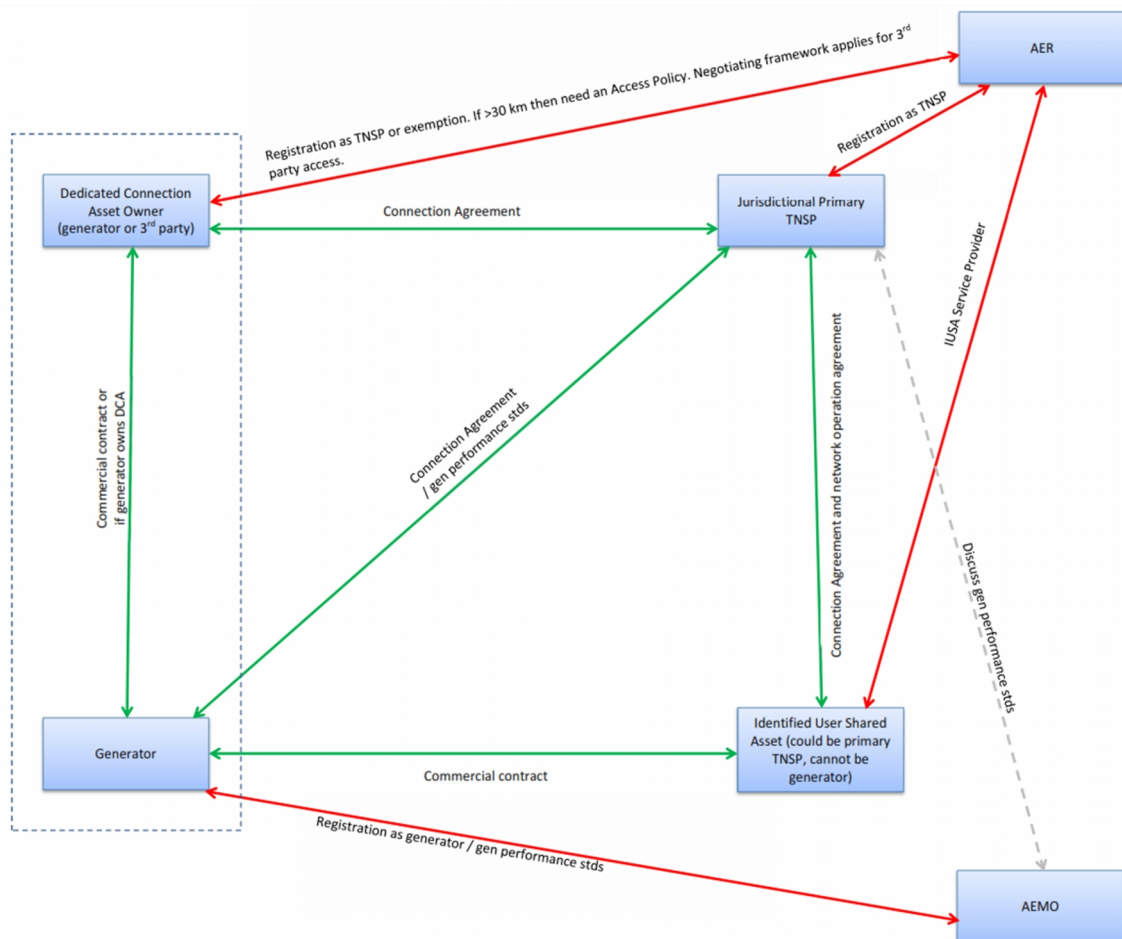 AER
Registration as TNSP or exemption. If >30 km then need an Access Policy. Negotiating framework applies for 3rd
party access.
Registration as TNSP
Dedicated Connection
Asset Owner
(generator or 3rd party)
Connection Agreement
Jurisdictional Primary
TNSP
IUSA Service Provider
Commercial contract or
if generator owns DCA
Connection Agreement
/ gen performance stds
Connection Agreement and network operation agreement
Discuss gen performance stds
Generator
Commercial contract
Identified User Shared
Asset (could be primary
TNSP, cannot be
generator)
Registration as generator / gen performance stds
AEMO